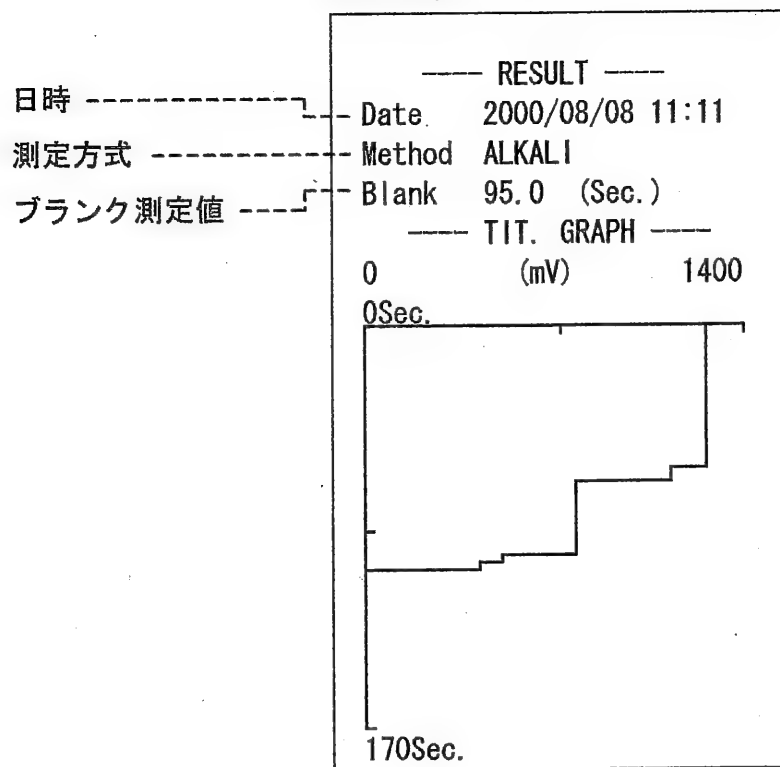 ---- RESULT ----
日時 Date 2000/08/08 11:11
測定方式 Method ALKALI
ブランク測定値 Blank 95.0 (Sec.)
---- TIT. GRAPH ----
0 (mV) 1400
0Sec.
170Sec.